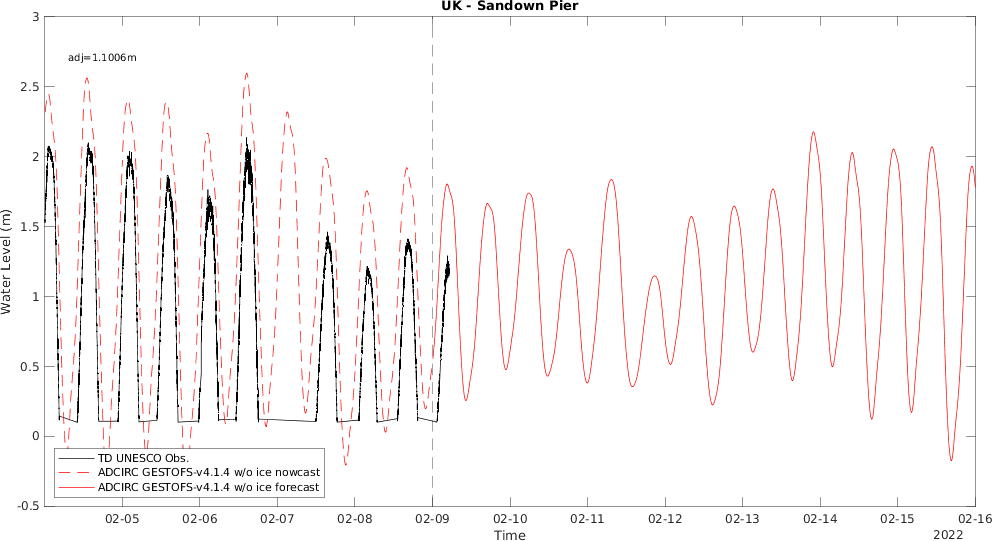 UK - Sandown Pier
adj=1.1006m
Water Level (m)
3
2.5
2
1.5
1
0.5
0
-0.5
TD UNESCO Obs.
ADCIRC GESTOFS-v4.1.4 w/o ice nowcast
ADCIRC GESTOFS-v4.1.4 w/o ice forecast
02-05 02-06 02-07 02-08 02-09 02-10 02-11 02-12 02-13 02-14 02-15 02-16
Time
2022